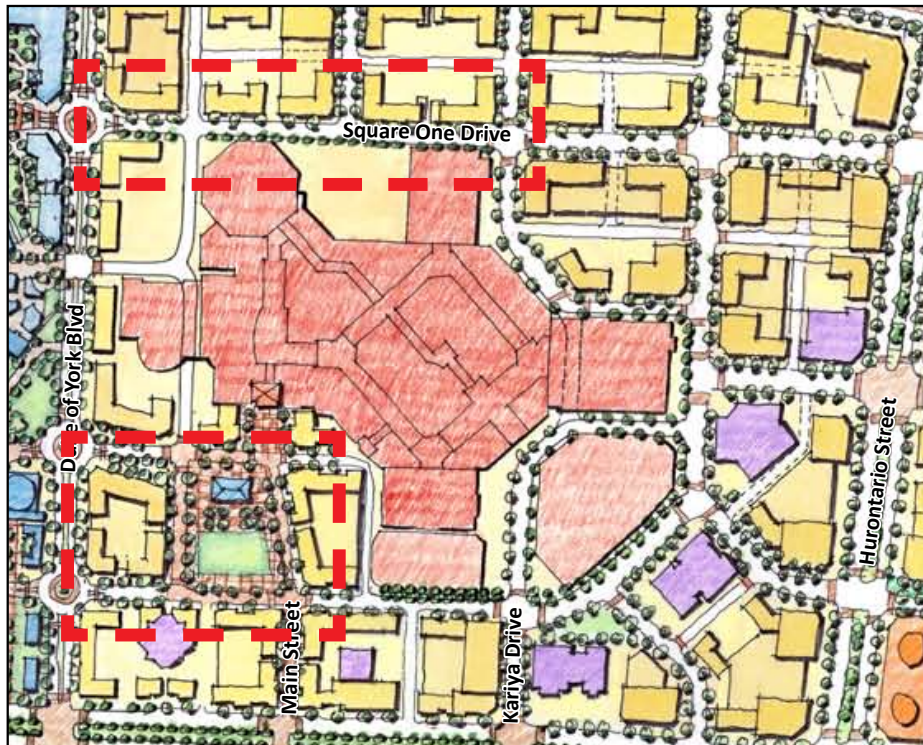 Square One Drive
Duke of York Blvd
Hurontario Street
Main Street
Kariya Drive